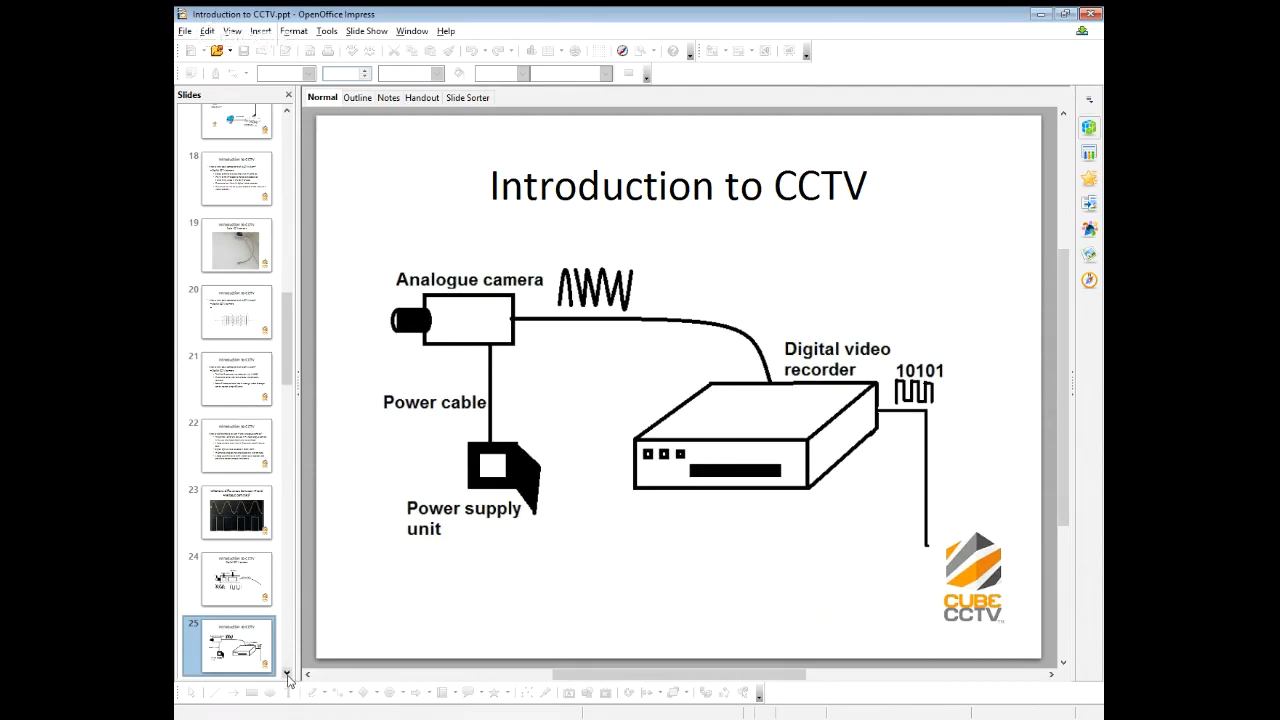 Introduction to CCTV.ppt - OpenOffice Impress
File Edit View Insert Format Tools Slide Show Window Help
Slides
Normal Outline Notes Handout Slide Sorter
18
19
20
21
22
23
24
25
Introduction to CCTV
Analogue camera
Digital video
recorder
10101
Power cable
Power supply
unit
CUBE
CCTV